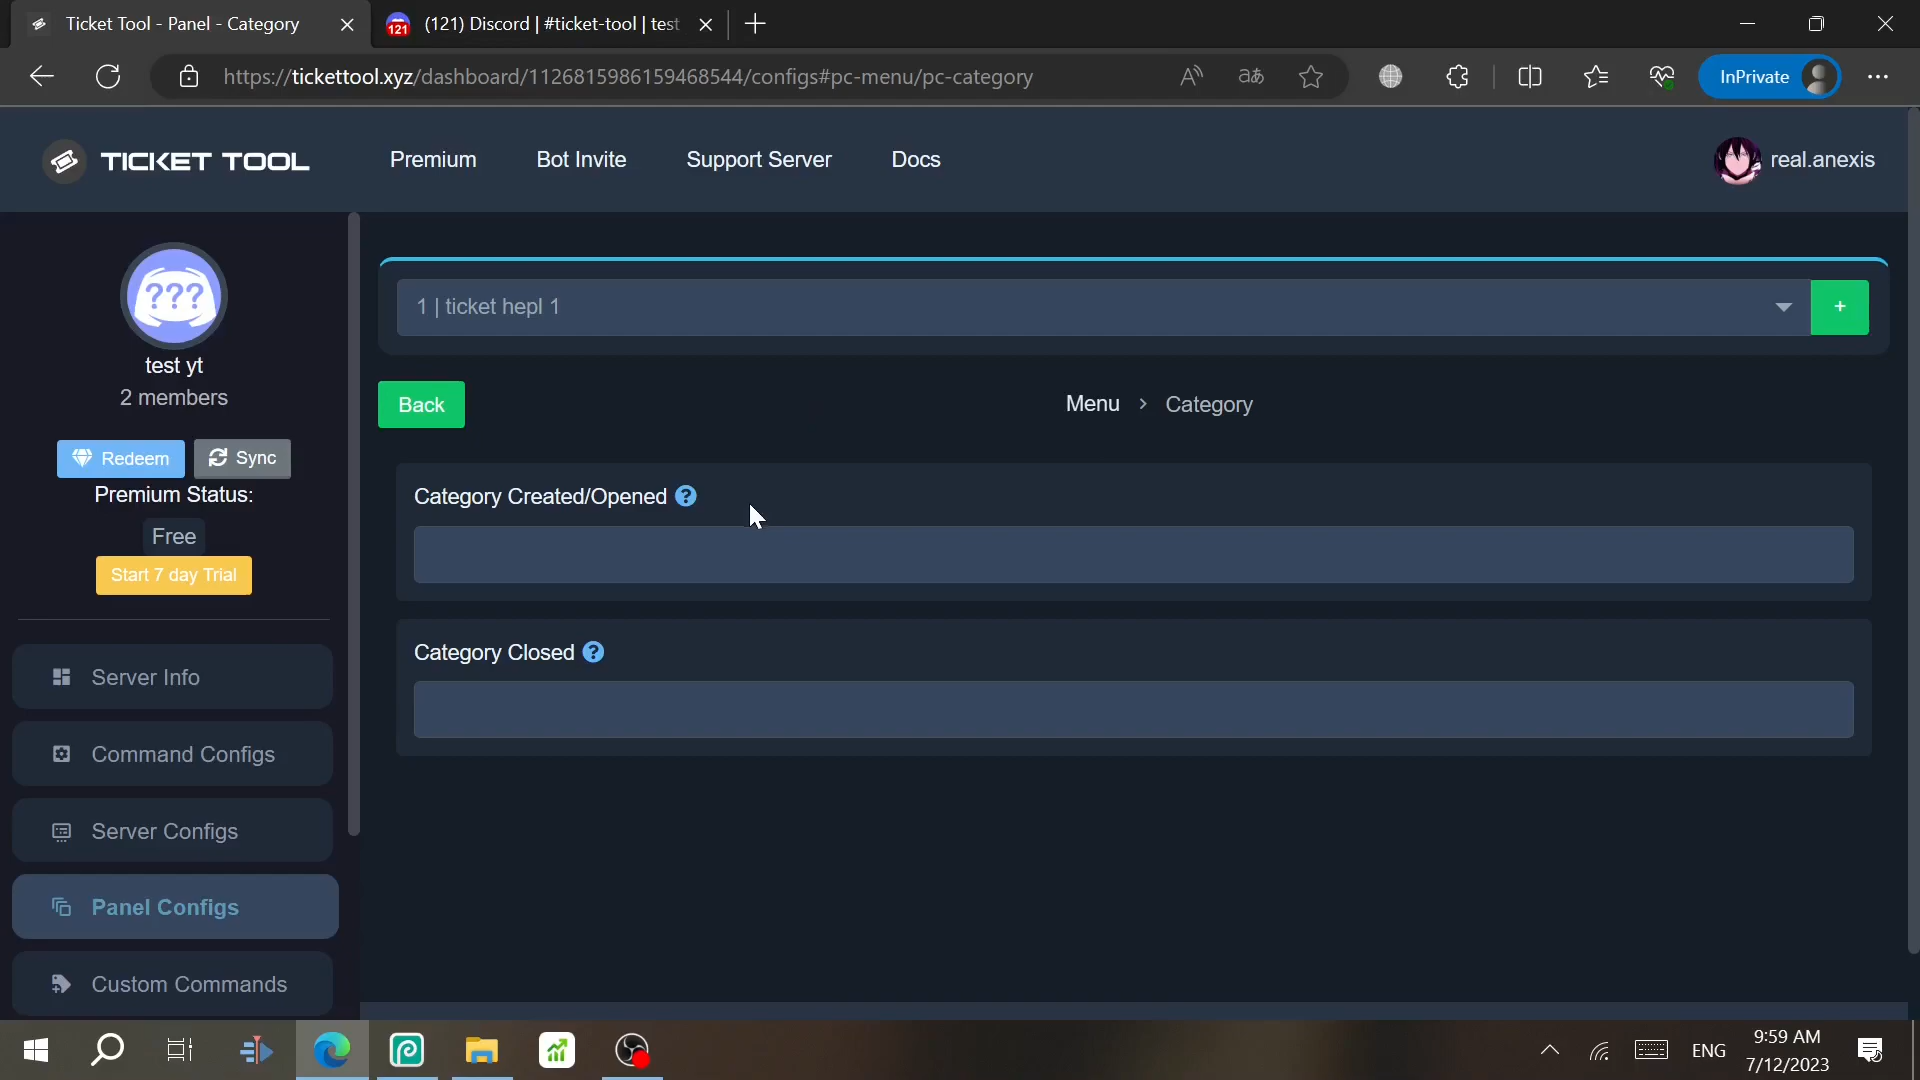 Ticket Tool - Panel - Category
121
(121) Discord | #ticket-tool | test
https://tickettool.xyz/dashboard/1126815986159468544/configs#pc-menu/pc-category
InPrivate
TICKET TOOL
Premium
Bot Invite
Support Server
Docs
real.anexis
???
test yt
2 members
Redeem
Sync
Premium Status:
Free
Start 7 day Trial
Server Info
Command Configs
Server Configs
Panel Configs
Custom Commands
1 | ticket hepl 1
+
Back
Menu > Category
Category Created/Opened ?
Category Closed ?
ENG
9:59 AM
7/12/2023